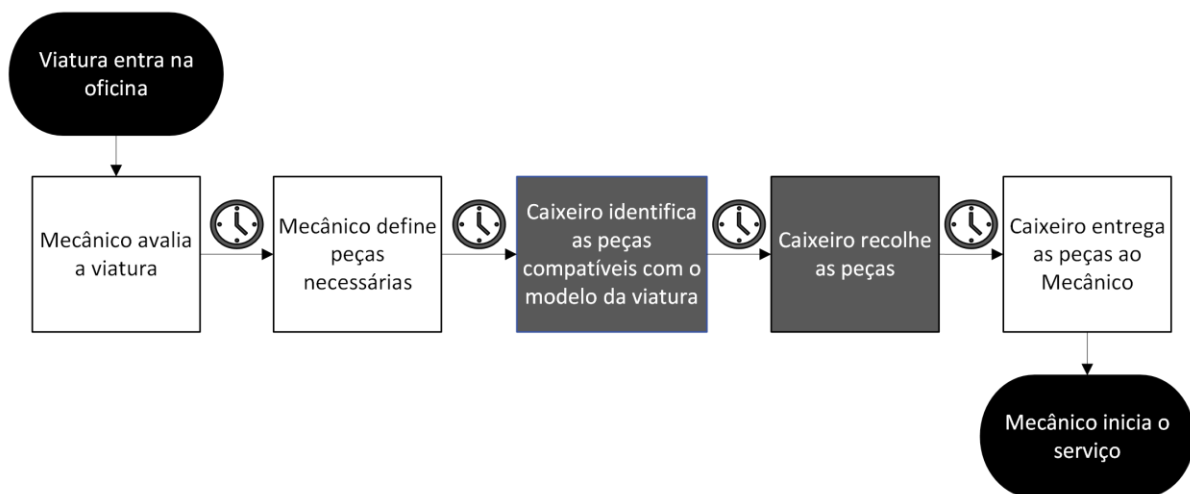 Viatura entra na
oficina
Mecânico avalia
a viatura
Mecânico define
peças
necessárias
Caixeiro identifica
as peças
compatíveis com o
modelo da viatura
Caixeiro recolhe
as peças
Caixeiro entrega
as peças ao
Mecânico
Mecânico inicia o
serviço